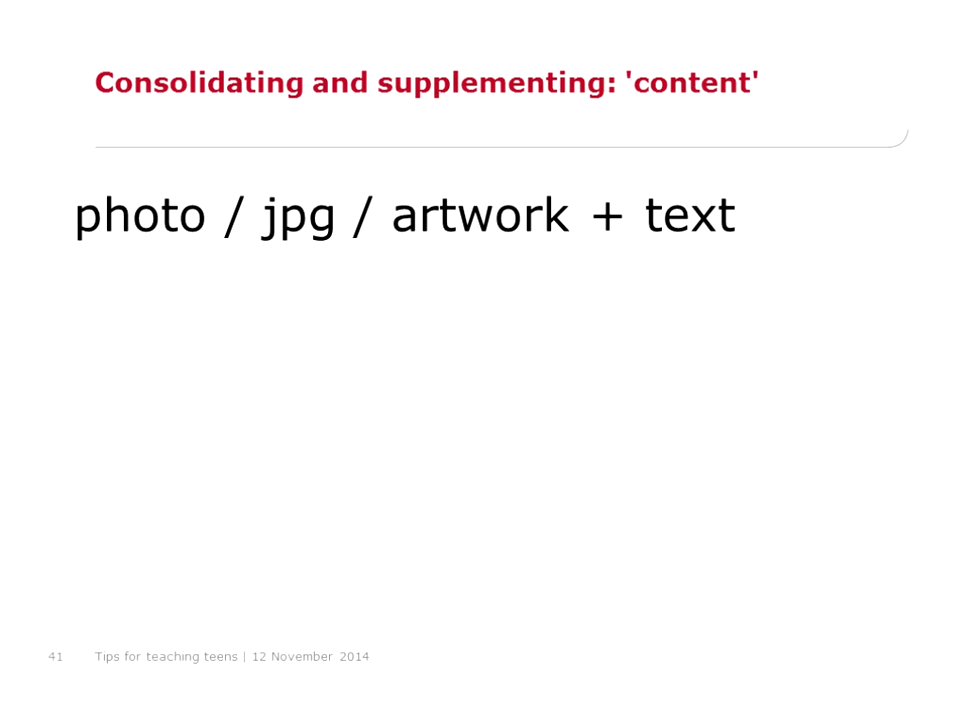 Consolidating and supplementing: 'content'
photo / jpg / artwork + text
41 Tips for teaching teens | 12 November 2014